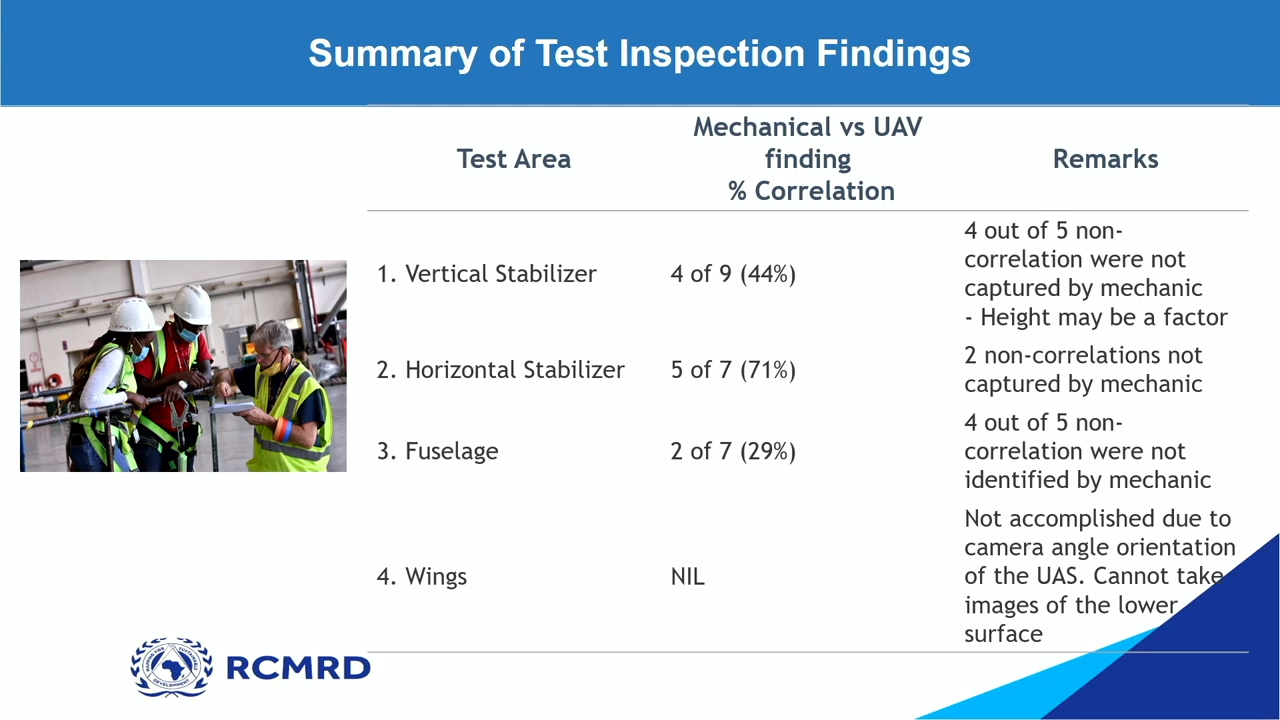 Summary of Test Inspection Findings
Test Area
Mechanical vs UAV
finding
% Correlation
Remarks
1. Vertical Stabilizer
4 of 9 (44%)
4 out of 5 non-
correlation were not
captured by mechanic
- Height may be a factor
2. Horizontal Stabilizer
5 of 7 (71%)
2 non-correlations not
captured by mechanic
3. Fuselage
2 of 7 (29%)
4 out of 5 non-
correlation were not
identified by mechanic
4. Wings
NIL
Not accomplished due to
camera angle orientation
of the UAS. Cannot take
images of the lower
surface
RCMRD